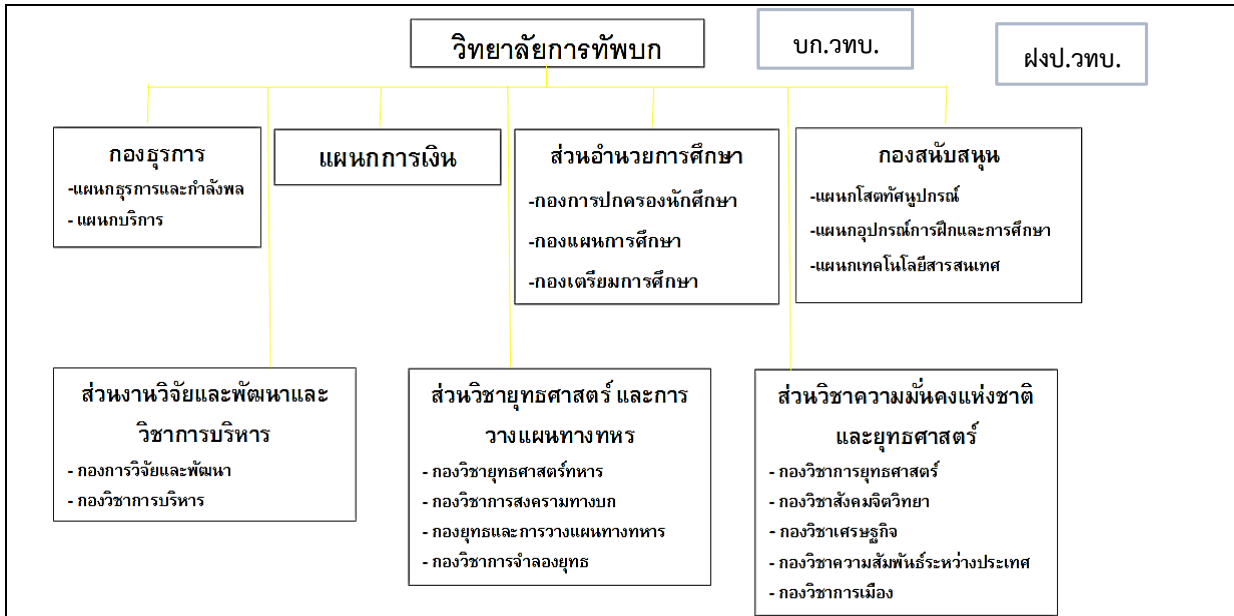 วิทยาลัยการทัพบก
บก.วทบ.
ฝงป.วทบ.
กองธุรการ
-แผนกธุรการและกำลังพล
- แผนกบริการ
แผนกการเงิน
ส่วนอำนวยการศึกษา
-กองการปกครองนักศึกษา
-กองแผนการศึกษา
-กองเตรียมการศึกษา
กองสนับสนุน
-แผนกโสตทัศนูปกรณ์
-แผนกอุปกรณ์การฝึกและการศึกษา
-แผนกเทคโนโลยีสารสนเทศ
ส่วนงานวิจัยและพัฒนาและ
วิชาการบริหาร
- กองการวิจัยและพัฒนา
- กองวิชาการบริหาร
ส่วนวิชายุทธศาสตร์ และการ
วางแผนทางทหร
- กองวิชายุทธศาสตร์ทหาร
- กองวิชาการสงครามทางบก
- กองยุทธและการวางแผนทางทหาร
- กองวิชาการจำลองยุทธ
ส่วนวิชาความมั่นคงแห่งชาติ
และยุทธศาสตร์
- กองวิชาการยุทธศาสตร์
- กองวิชาสังคมจิตวิทยา
- กองวิชาเศรษฐกิจ
- กองวิชาความสัมพันธ์ระหว่างประเทศ
- กองวิชาการเมือง